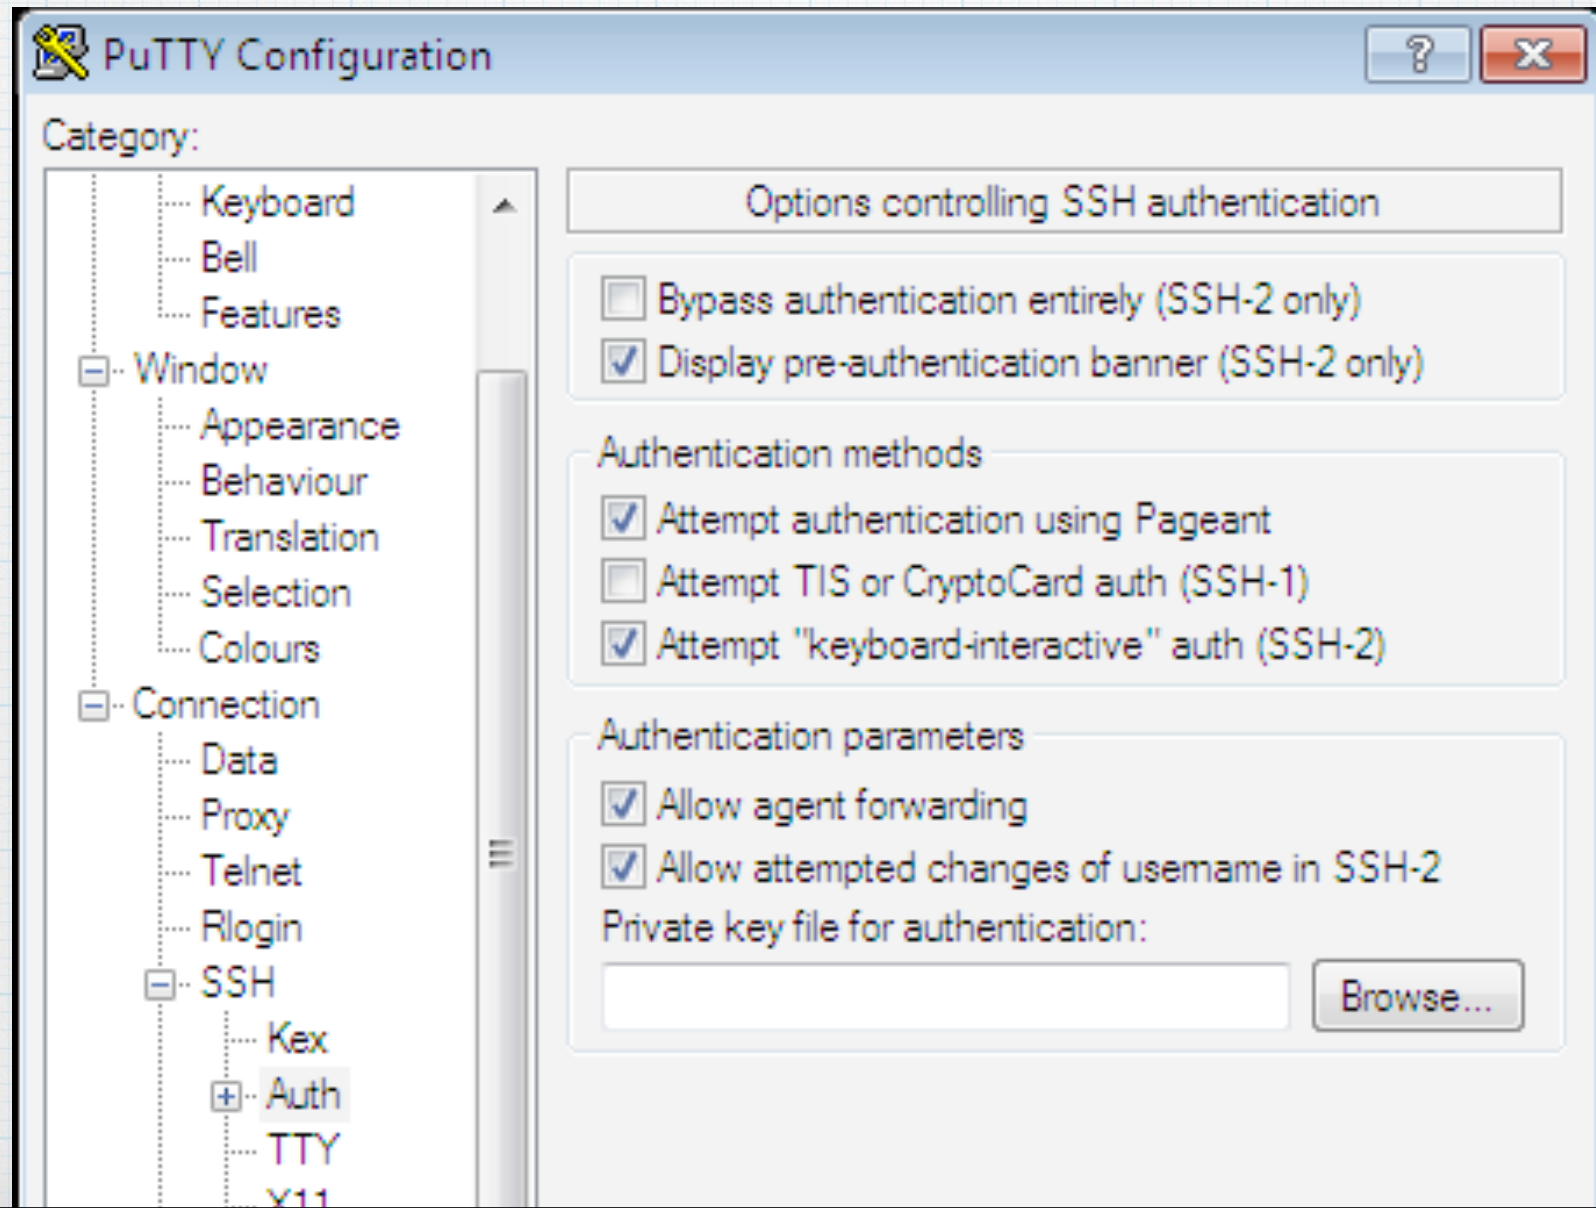 PuTTY Configuration
Category:
Keyboard
Bell
Features
Window
Appearance
Behaviour
Translation
Selection
Colours
Connection
Data
Proxy
Telnet
Rlogin
SSH
Kex
Auth
TTY
X11
Options controlling SSH authentication
Bypass authentication entirely (SSH-2 only)
Display pre-authentication banner (SSH-2 only)
Authentication methods
Attempt authentication using Pageant
Attempt TIS or CryptoCard auth (SSH-1)
Attempt "keyboard-interactive" auth (SSH-2)
Authentication parameters
Allow agent forwarding
Allow attempted changes of username in SSH-2
Private key file for authentication:
Browse...